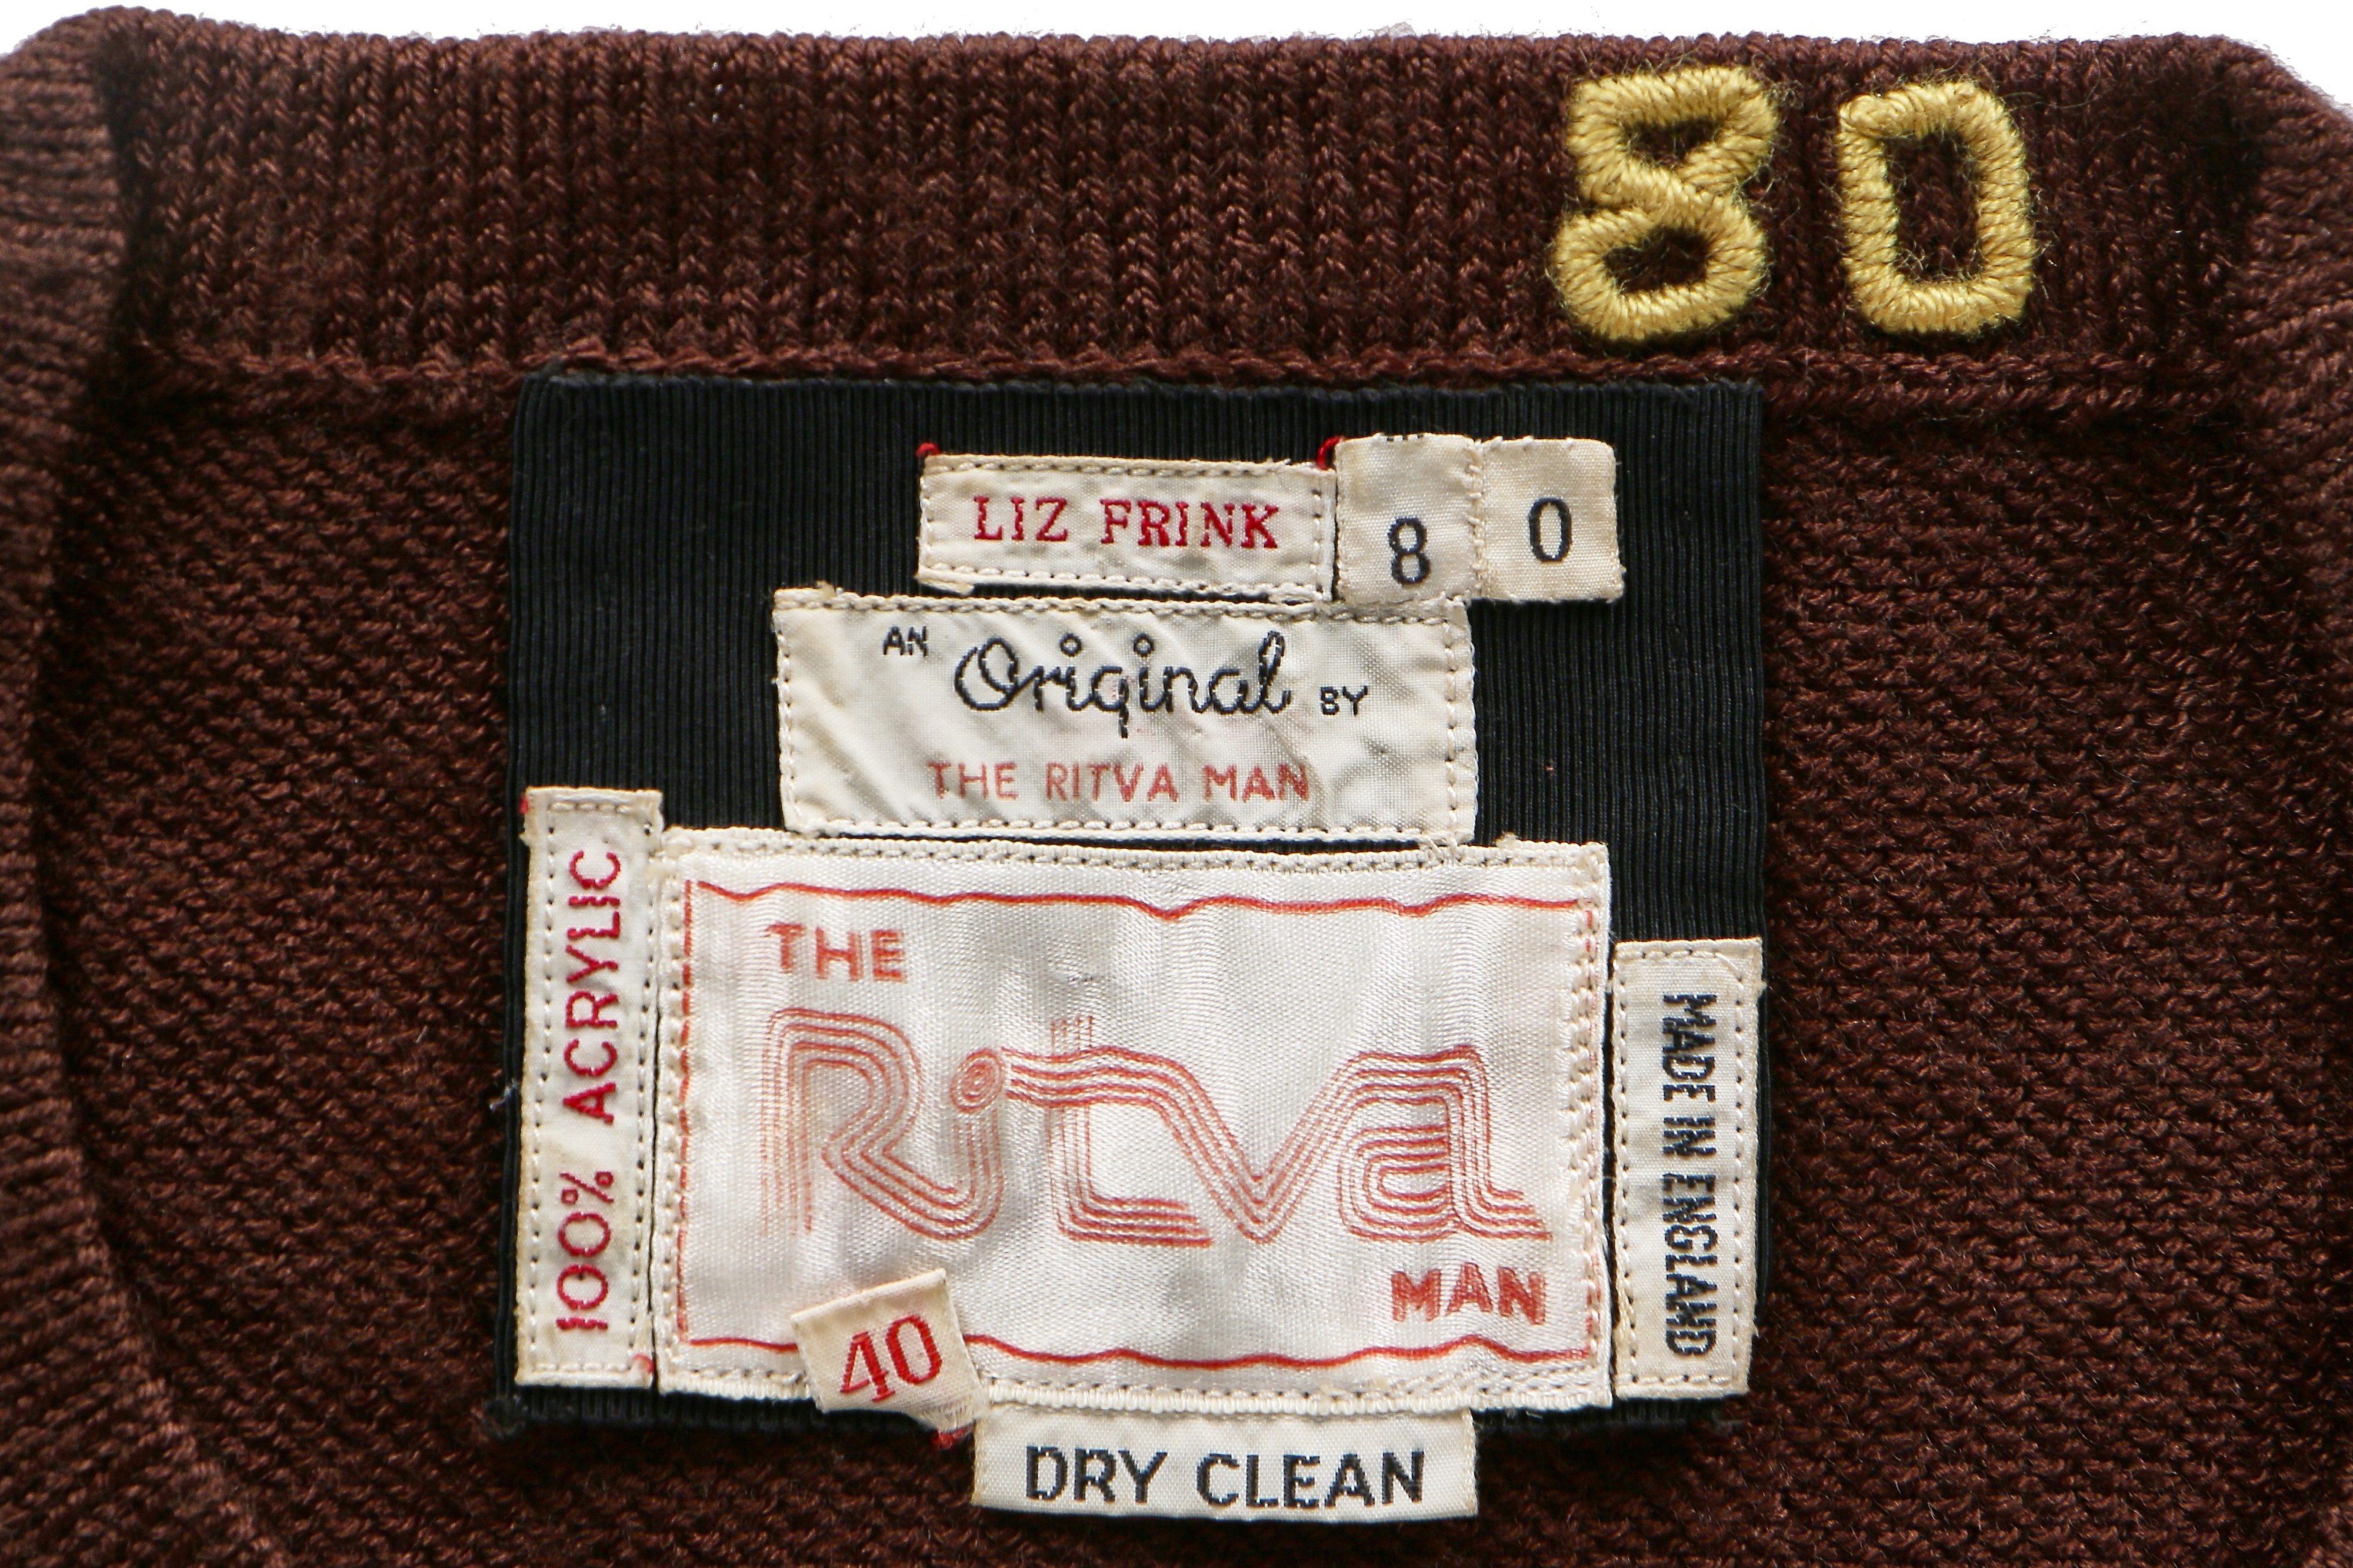 80
LIZ FRINK 8 0
AN Original BY
THE RITVA MAN
100% ACRYLIC
THE
Ritva
MAN
MADE IN ENGLAND
40
DRY CLEAN